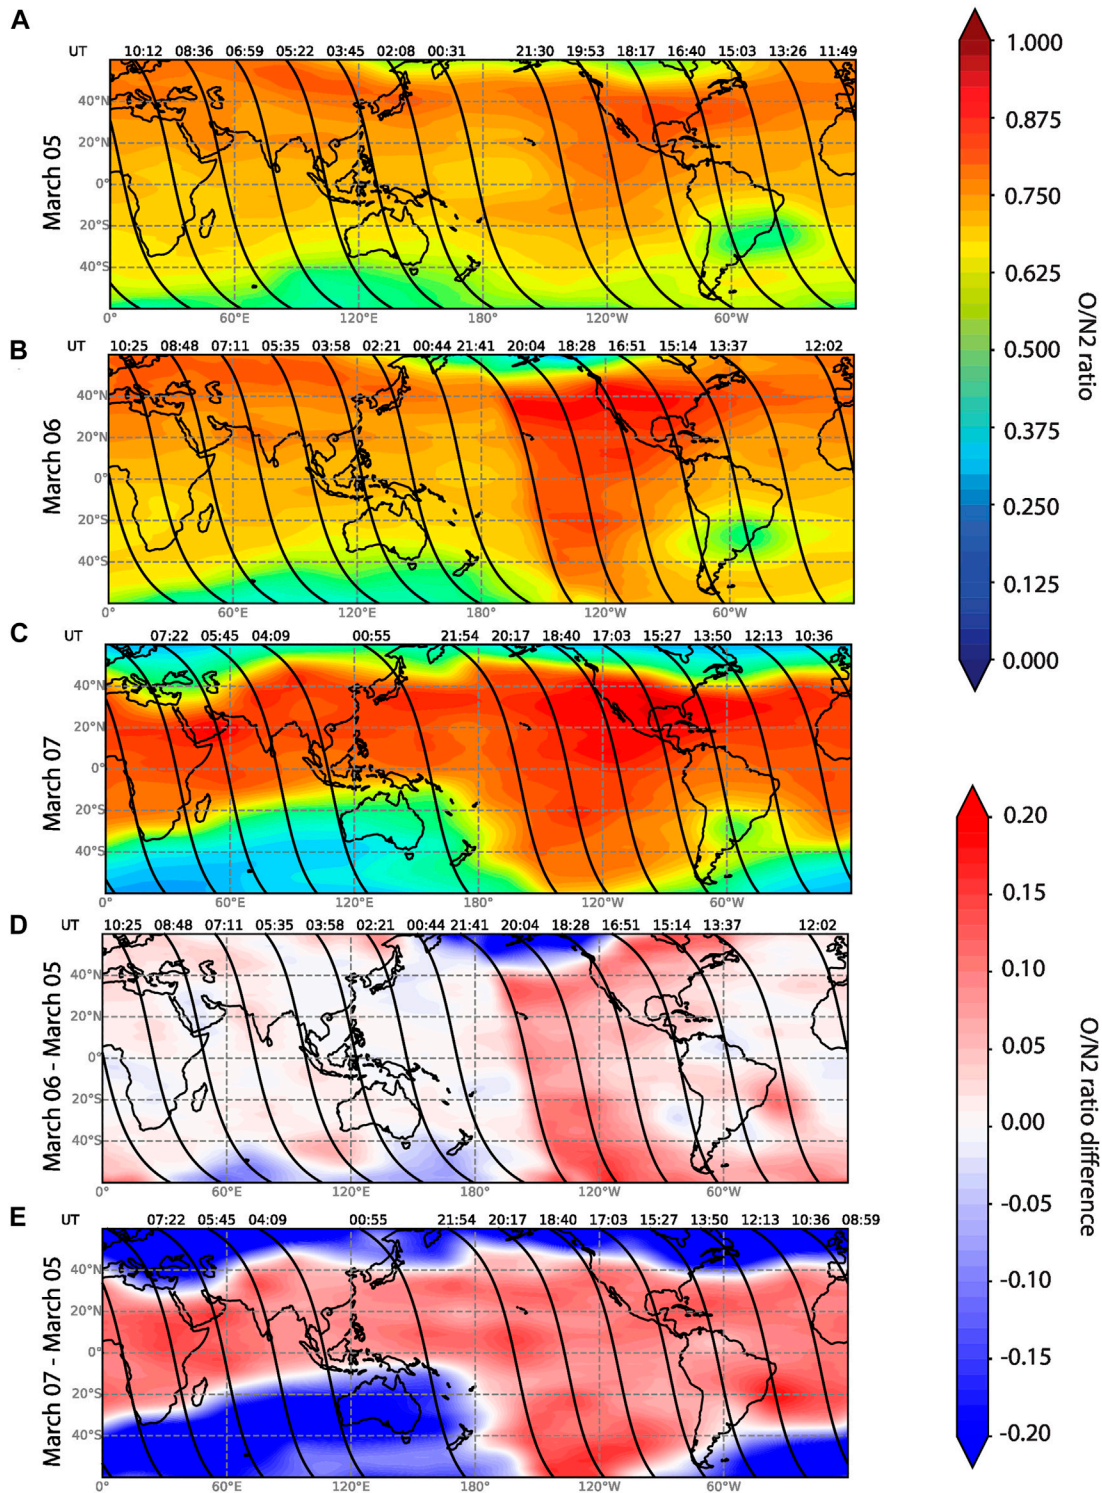 A
UT 10:12 08:36 06:59 05:22 03:45 02:08 00:31 21:30 19:53 18:17 16:40 15:03 13:26 11:49
March 05
40°N
20°N
0°
20°S
40°S
0° 60°E 120°E 180° 120°W 60°W
B
UT 10:25 08:48 07:11 05:35 03:58 02:21 00:44 21:41 20:04 18:28 16:51 15:14 13:37 12:02
March 06
40°N
20°N
0°
20°S
40°S
0° 60°E 120°E 180° 120°W 60°W
C
UT 07:22 05:45 04:09 00:55 21:54 20:17 18:40 17:03 15:27 13:50 12:13 10:36
March 07
40°N
20°N
0°
20°S
40°S
0° 60°E 120°E 180° 120°W 60°W
D
UT 10:25 08:48 07:11 05:35 03:58 02:21 00:44 21:41 20:04 18:28 16:51 15:14 13:37 12:02
March 06 - March 05
40°N
20°N
0°
20°S
40°S
0° 60°E 120°E 180° 120°W 60°W
E
UT 07:22 05:45 04:09 00:55 21:54 20:17 18:40 17:03 15:27 13:50 12:13 10:36 08:59
March 07 - March 05
40°N
20°N
0°
20°S
40°S
0° 60°E 120°E 180° 120°W 60°W
1.000
0.875
0.750
0.625
0.500
0.375
0.250
0.125
0.000
O/N2 ratio
0.20
0.15
0.10
0.05
0.00
-0.05
-0.10
-0.15
-0.20
O/N2 ratio difference